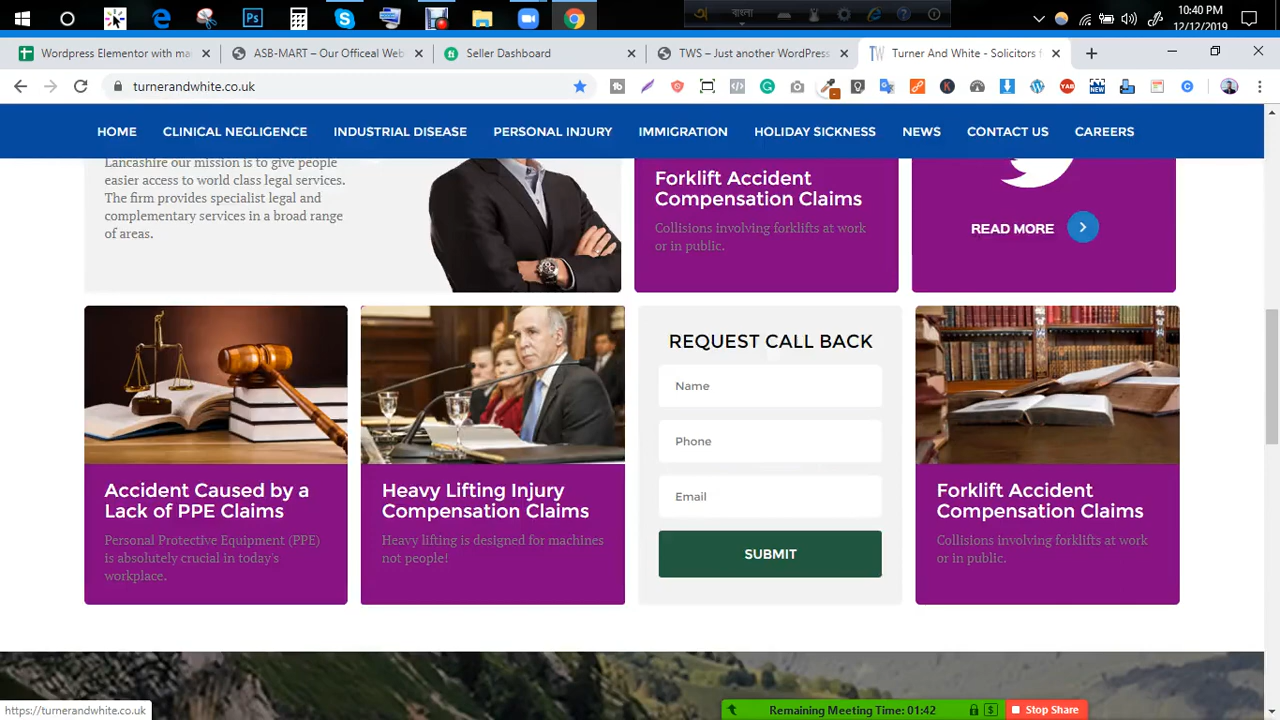 বাংলা
10:40 PM
12/12/2019
Wordpress Elementor with ma
ASB-MART – Our Officeal Web
Seller Dashboard
TWS – Just another WordPress
Turner And White - Solicitors f
turnerandwhite.co.uk
HOME CLINICAL NEGLIGENCE INDUSTRIAL DISEASE PERSONAL INJURY IMMIGRATION HOLIDAY SICKNESS NEWS CONTACT US CAREERS
Lancashire our mission is to give people
easier access to world class legal services.
The firm provides specialist legal and
complementary services in a broad range
of areas.
Forklift Accident
Compensation Claims
Collisions involving forklifts at work
or in public.
READ MORE
Accident Caused by a
Lack of PPE Claims
Personal Protective Equipment (PPE)
is absolutely crucial in today's
workplace.
Heavy Lifting Injury
Compensation Claims
Heavy lifting is designed for machines
not people!
REQUEST CALL BACK
Name
Phone
Email
SUBMIT
Forklift Accident
Compensation Claims
Collisions involving forklifts at work
or in public.
https://turnerandwhite.co.uk
Remaining Meeting Time: 01:42
Stop Share